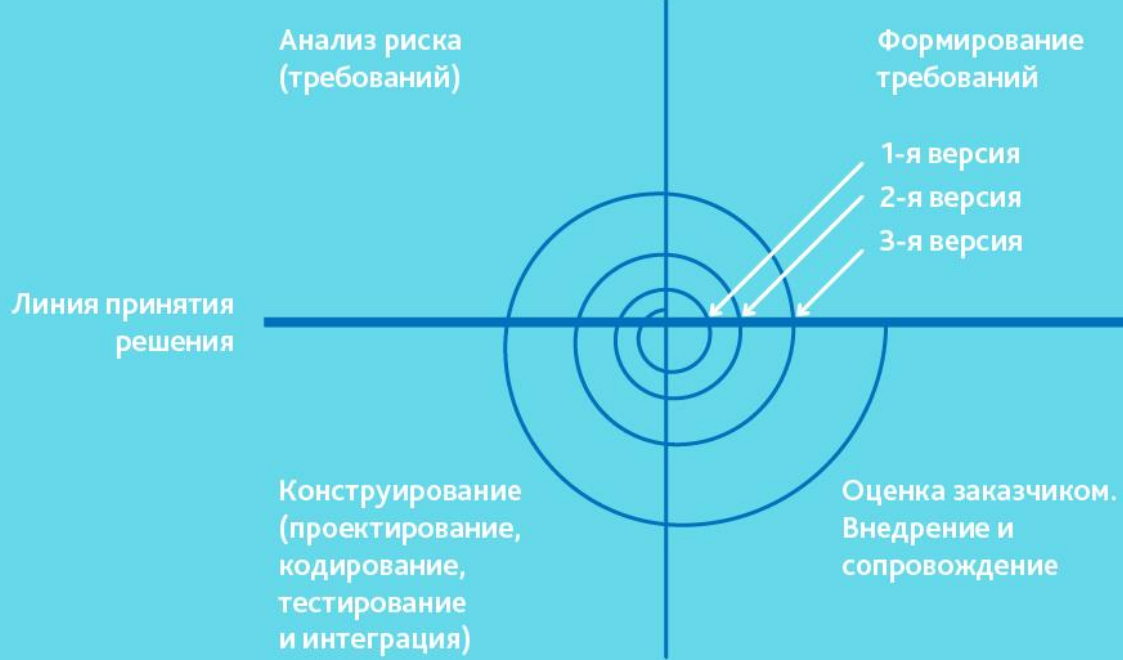 Анализ риска
(требований)
Формирование
требований
1-я версия
2-я версия
3-я версия
Линия принятия
решения
Конструирование
(проектирование,
кодирование,
тестирование
и интеграция)
Оценка заказчиком.
Внедрение и
сопровождение